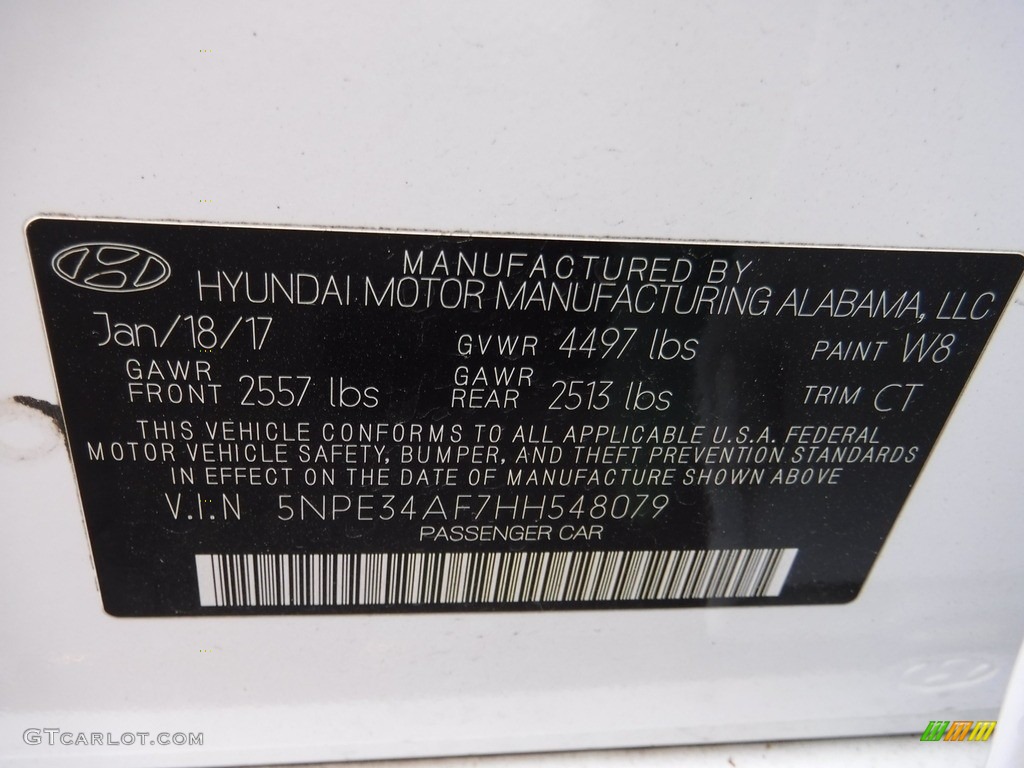 MANUFACTURED BY
HYUNDAI MOTOR MANUFACTURING ALABAMA, LLC
Jan/18/17 GVWR 4497 lbs PAINT W8
GAWR FRONT 2557 lbs GAWR REAR 2513 lbs TRIM CT
THIS VEHICLE CONFORMS TO ALL APPLICABLE U.S.A. FEDERAL
MOTOR VEHICLE SAFETY, BUMPER, AND THEFT PREVENTION STANDARDS
IN EFFECT ON THE DATE OF MANUFACTURE SHOWN ABOVE
V.I.N 5NPE34AF7HH548079
PASSENGER CAR
GTCARLOT.COM